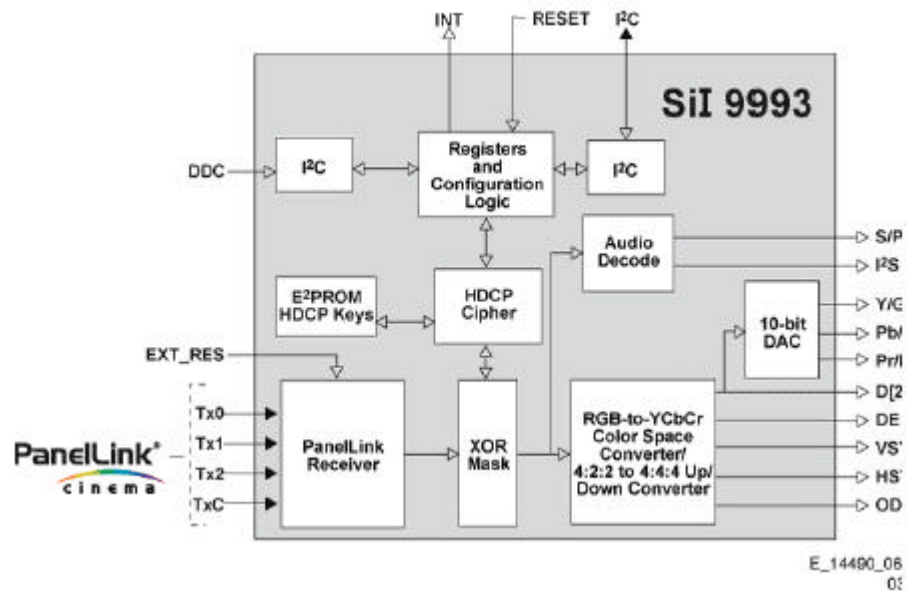 INT
RESET
I²C
SiI 9993
DDC
I²C
Registers
and
Configuration
Logic
I²C
Audio
Decode
S/P
I²S
E²PROM
HDCP Keys
HDCP
Cipher
10-bit
DAC
Y/G
Pb/
Pr/
EXT_RES
D[2
DE
VS
HS
OD
Tx0
Tx1
Tx2
TxC
PanelLink®
cinema
PanelLink
Receiver
XOR
Mask
RGB-to-YCbCr
Color Space
Converter/
4:2:2 to 4:4:4 Up/
Down Converter
E_14490_06